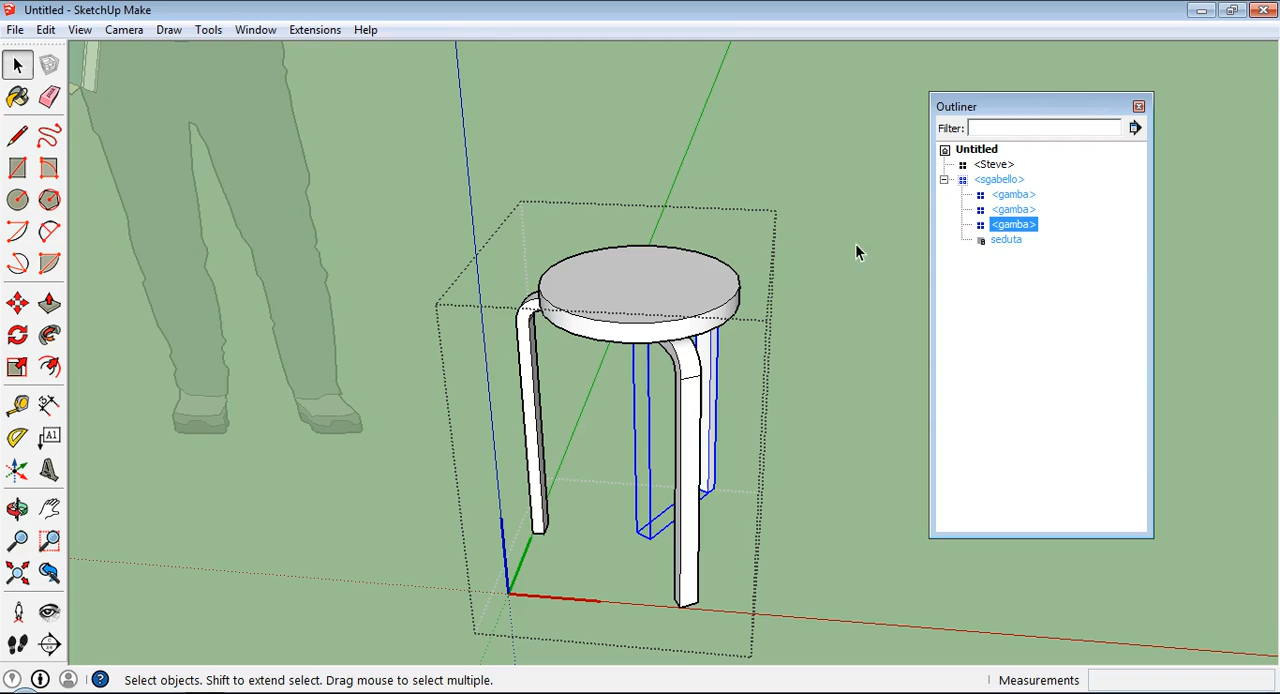 Untitled - SketchUp Make
File Edit View Camera Draw Tools Window Extensions Help
Outliner
Filter:
Untitled
<Steve>
<sgabello>
<gamba>
<gamba>
<gamba>
seduta
A1
Select objects. Shift to extend select. Drag mouse to select multiple.
Measurements